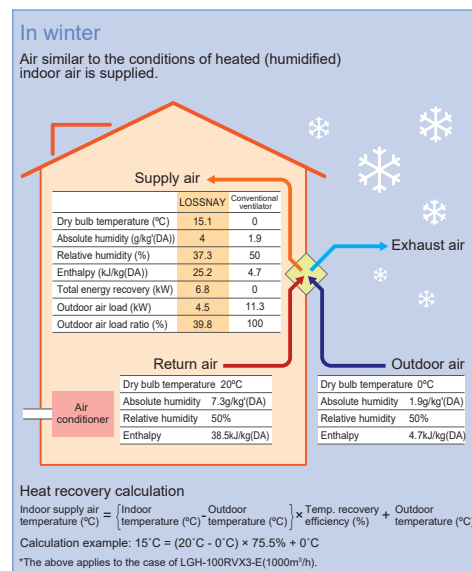 In winter
Air similar to the conditions of heated (humidified)
indoor air is supplied.
Supply air
LOSSNAY Conventional ventilator
Dry bulb temperature (ºC) 15.1 0
Absolute humidity (g/kg'(DA)) 4 1.9
Relative humidity (%) 37.3 50
Enthalpy (kJ/kg(DA)) 25.2 4.7
Total energy recovery (kW) 6.8 0
Outdoor air load (kW) 4.5 11.3
Outdoor air load ratio (%) 39.8 100
Exhaust air
Return air
Dry bulb temperature 20ºC
Absolute humidity 7.3g/kg'(DA)
Relative humidity 50%
Enthalpy 38.5kJ/kg(DA)
Outdoor air
Dry bulb temperature 0ºC
Absolute humidity 1.9g/kg'(DA)
Relative humidity 50%
Enthalpy 4.7kJ/kg(DA)
Air
conditioner
Heat recovery calculation
Indoor supply air temperature (ºC) = {Indoor temperature (ºC) - Outdoor temperature (ºC)} × Temp. recovery efficiency (%) + Outdoor temperature (ºC)
Calculation example: 15˚C = (20˚C - 0˚C) × 75.5% + 0˚C
*The above applies to the case of LGH-100RVX3-E(1000m³/h).